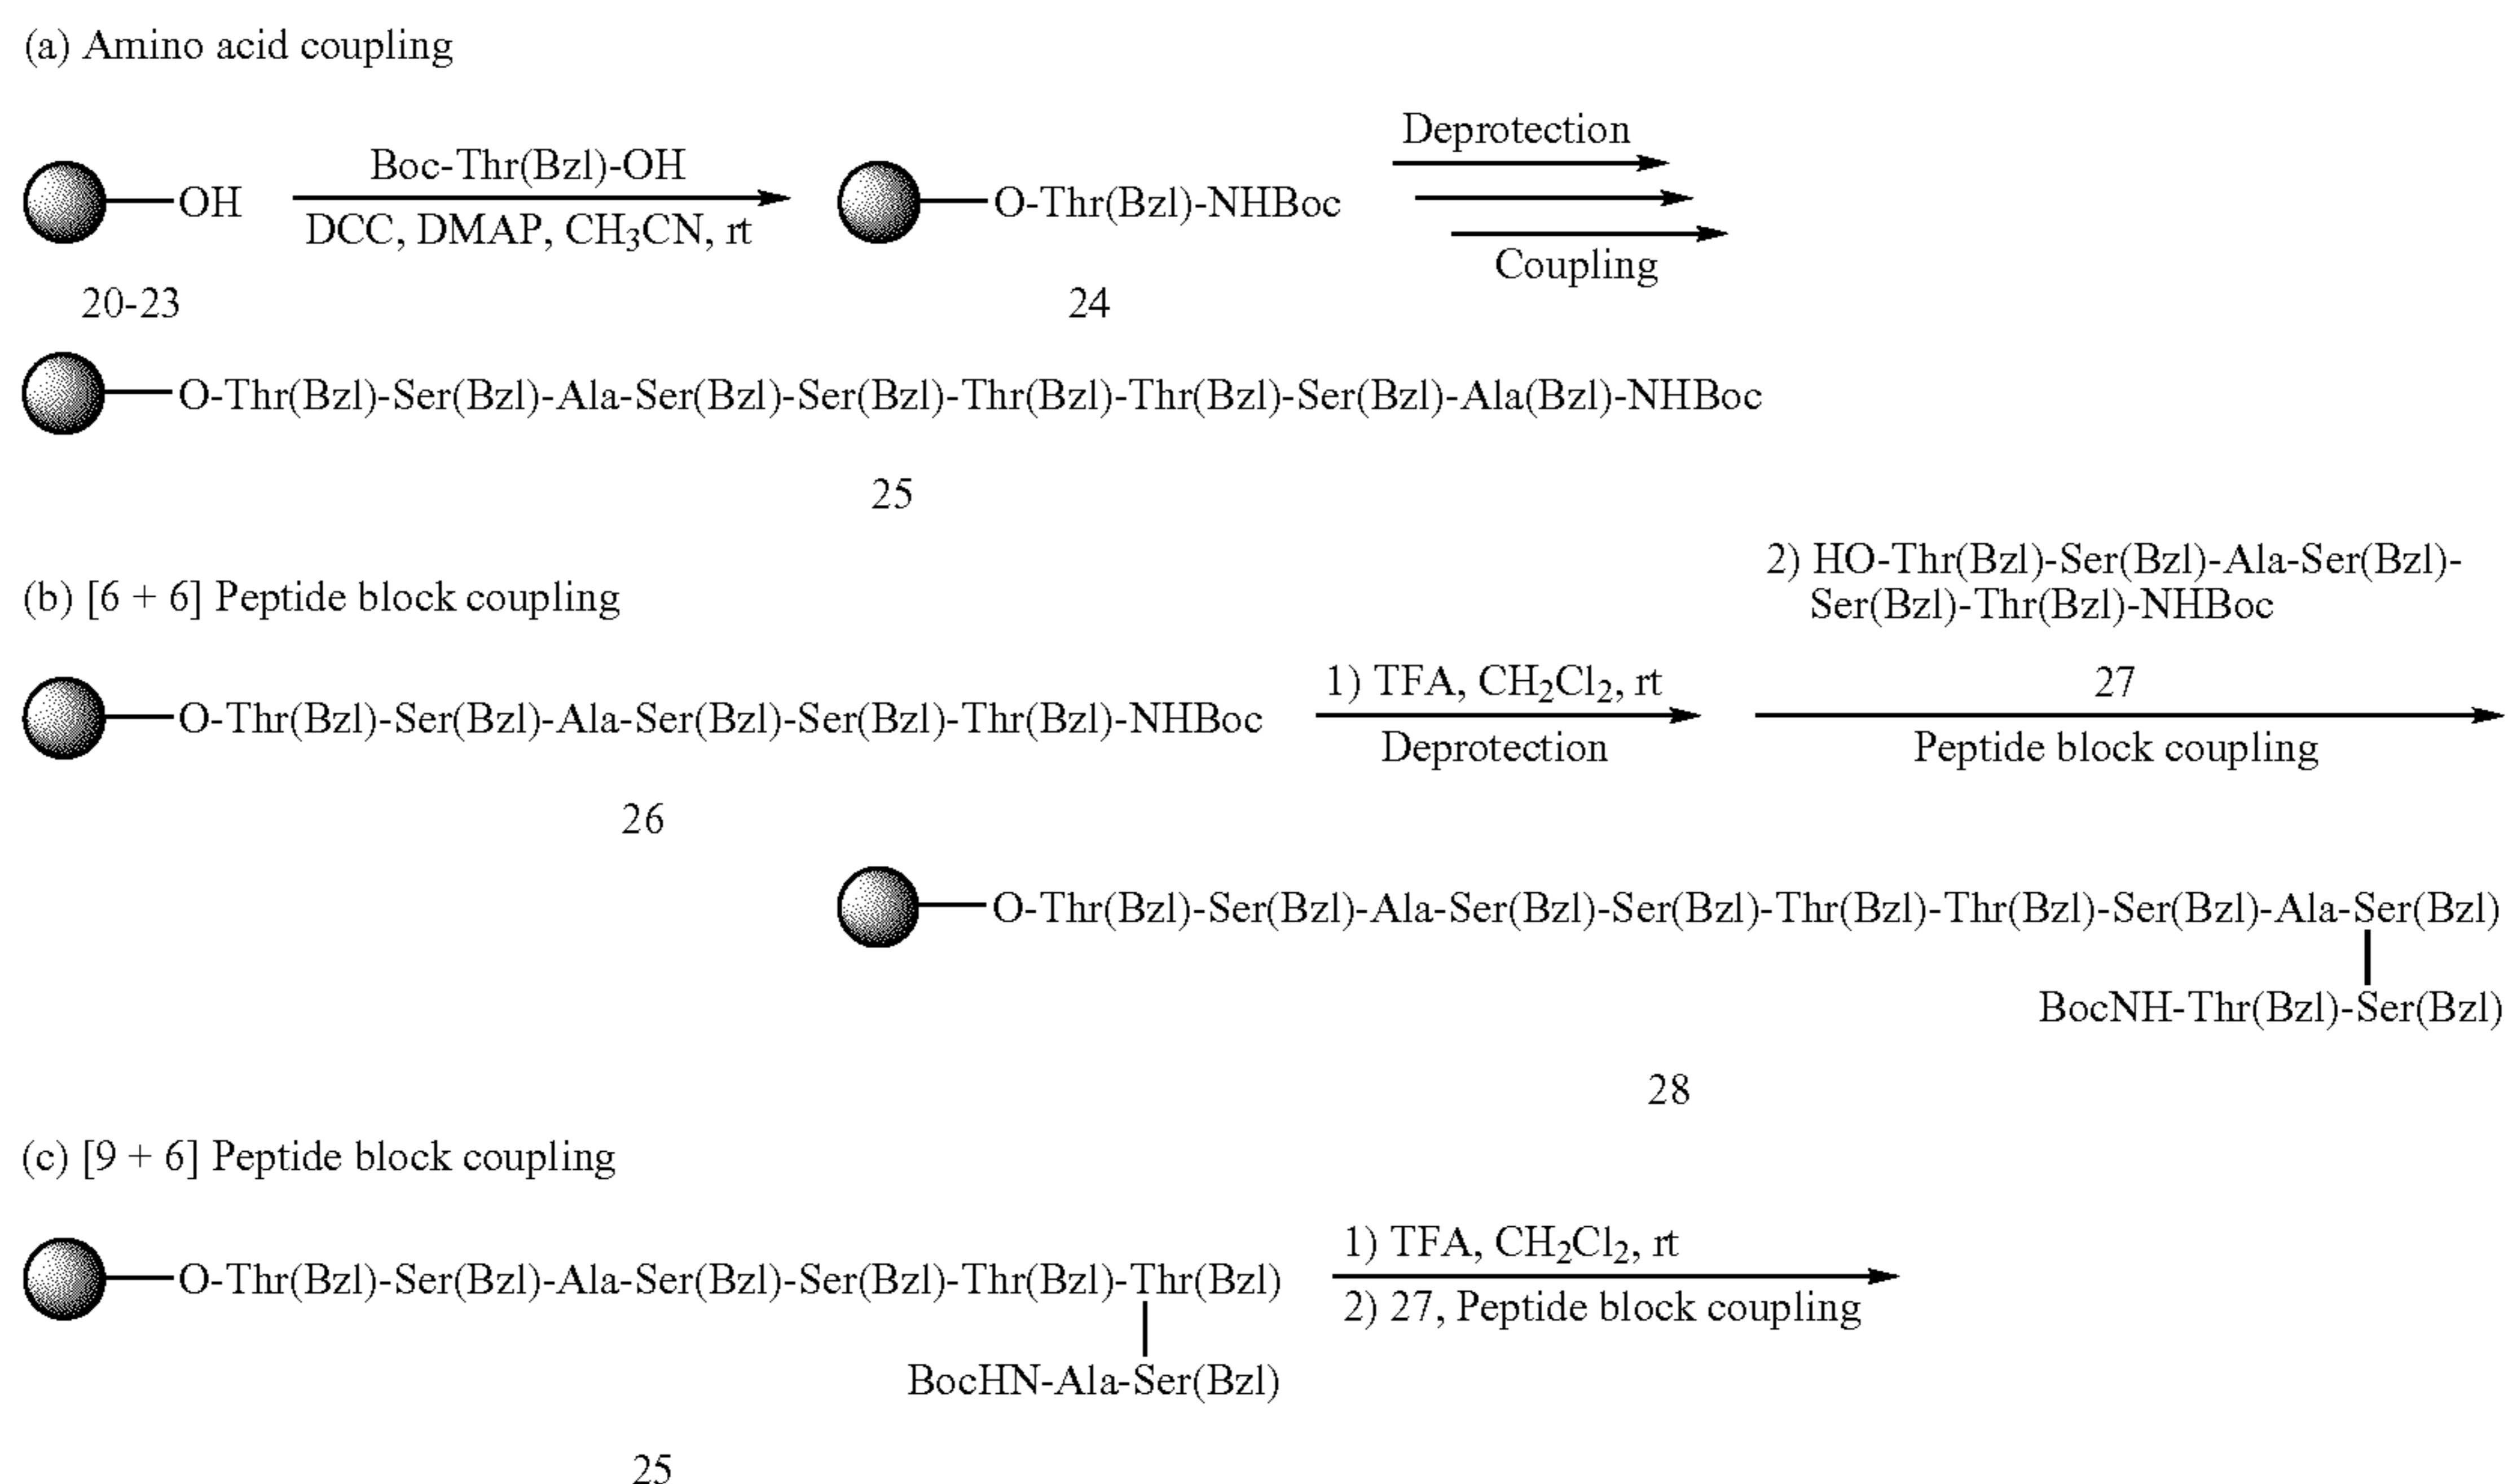 (a) Amino acid coupling
OH
Boc-Thr(Bzl)-OH
DCC, DMAP, CH₃CN, rt
O-Thr(Bzl)-NHBoc
Deprotection
Coupling
20-23
24
O-Thr(Bzl)-Ser(Bzl)-Ala-Ser(Bzl)-Ser(Bzl)-Thr(Bzl)-Thr(Bzl)-Ser(Bzl)-Ala(Bzl)-NHBoc
25
(b) [6 + 6] Peptide block coupling
2) HO-Thr(Bzl)-Ser(Bzl)-Ala-Ser(Bzl)-
Ser(Bzl)-Thr(Bzl)-NHBoc
O-Thr(Bzl)-Ser(Bzl)-Ala-Ser(Bzl)-Ser(Bzl)-Thr(Bzl)-NHBoc
1) TFA, CH₂Cl₂, rt
Deprotection
27
Peptide block coupling
26
O-Thr(Bzl)-Ser(Bzl)-Ala-Ser(Bzl)-Ser(Bzl)-Thr(Bzl)-Thr(Bzl)-Ser(Bzl)-Ala-Ser(Bzl)
BocNH-Thr(Bzl)-Ser(Bzl)
28
(c) [9 + 6] Peptide block coupling
O-Thr(Bzl)-Ser(Bzl)-Ala-Ser(Bzl)-Ser(Bzl)-Thr(Bzl)-Thr(Bzl)
1) TFA, CH₂Cl₂, rt
2) 27, Peptide block coupling
BocHN-Ala-Ser(Bzl)
25